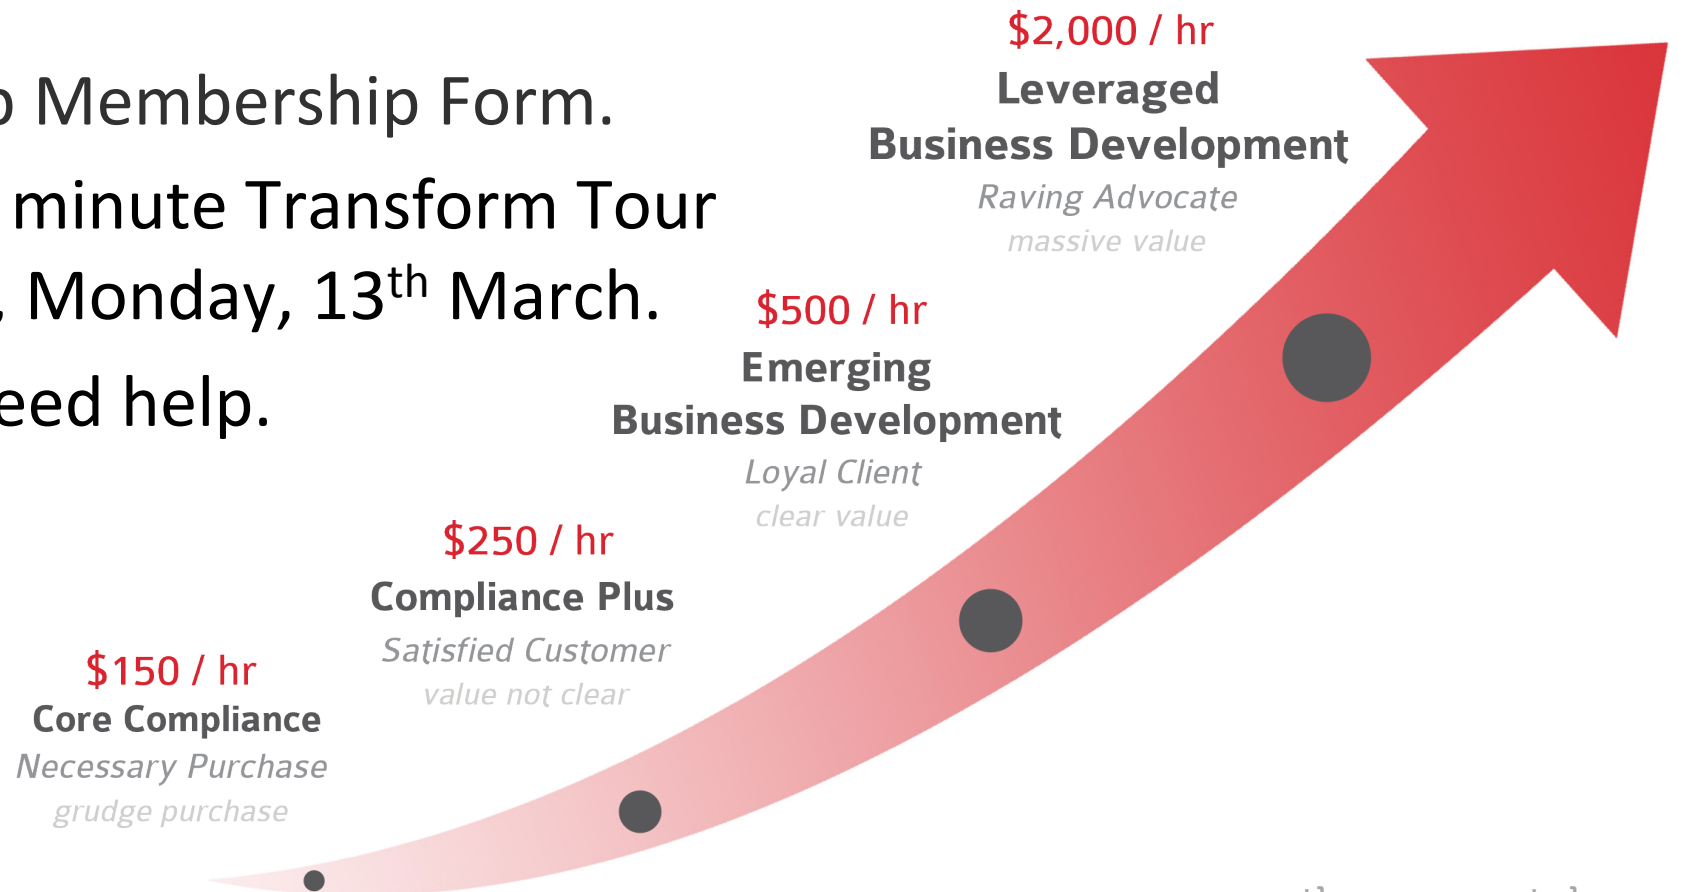 Membership Form.
minute Transform Tour
, Monday, 13th March.
help.
$2,000 / hr
Leveraged
Business Development
Raving Advocate
massive value
$500 / hr
Emerging
Business Development
Loyal Client
clear value
$250 / hr
Compliance Plus
Satisfied Customer
value not clear
$150 / hr
Core Compliance
Necessary Purchase
grudge purchase